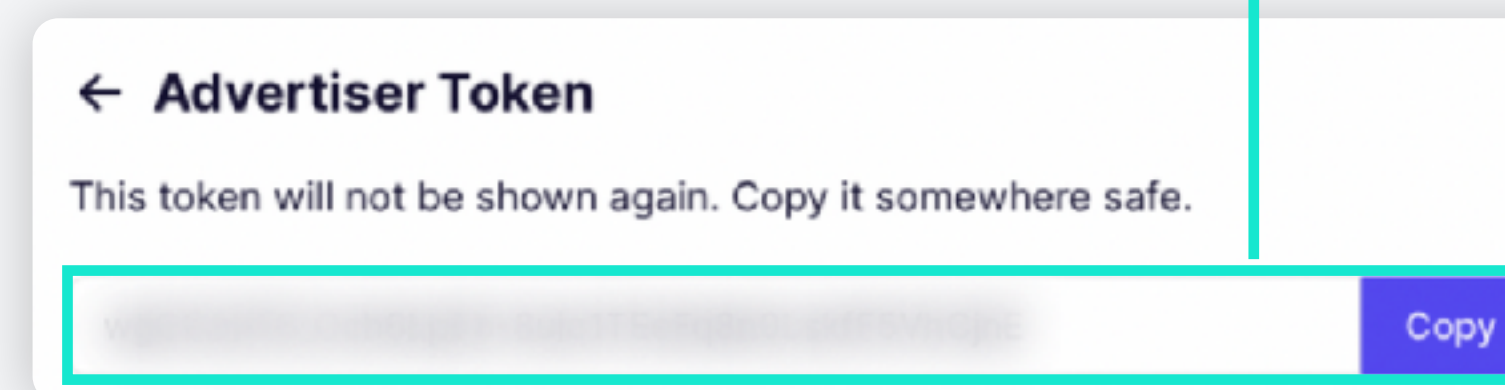 ← Advertiser Token
This token will not be shown again. Copy it somewhere safe.
Copy